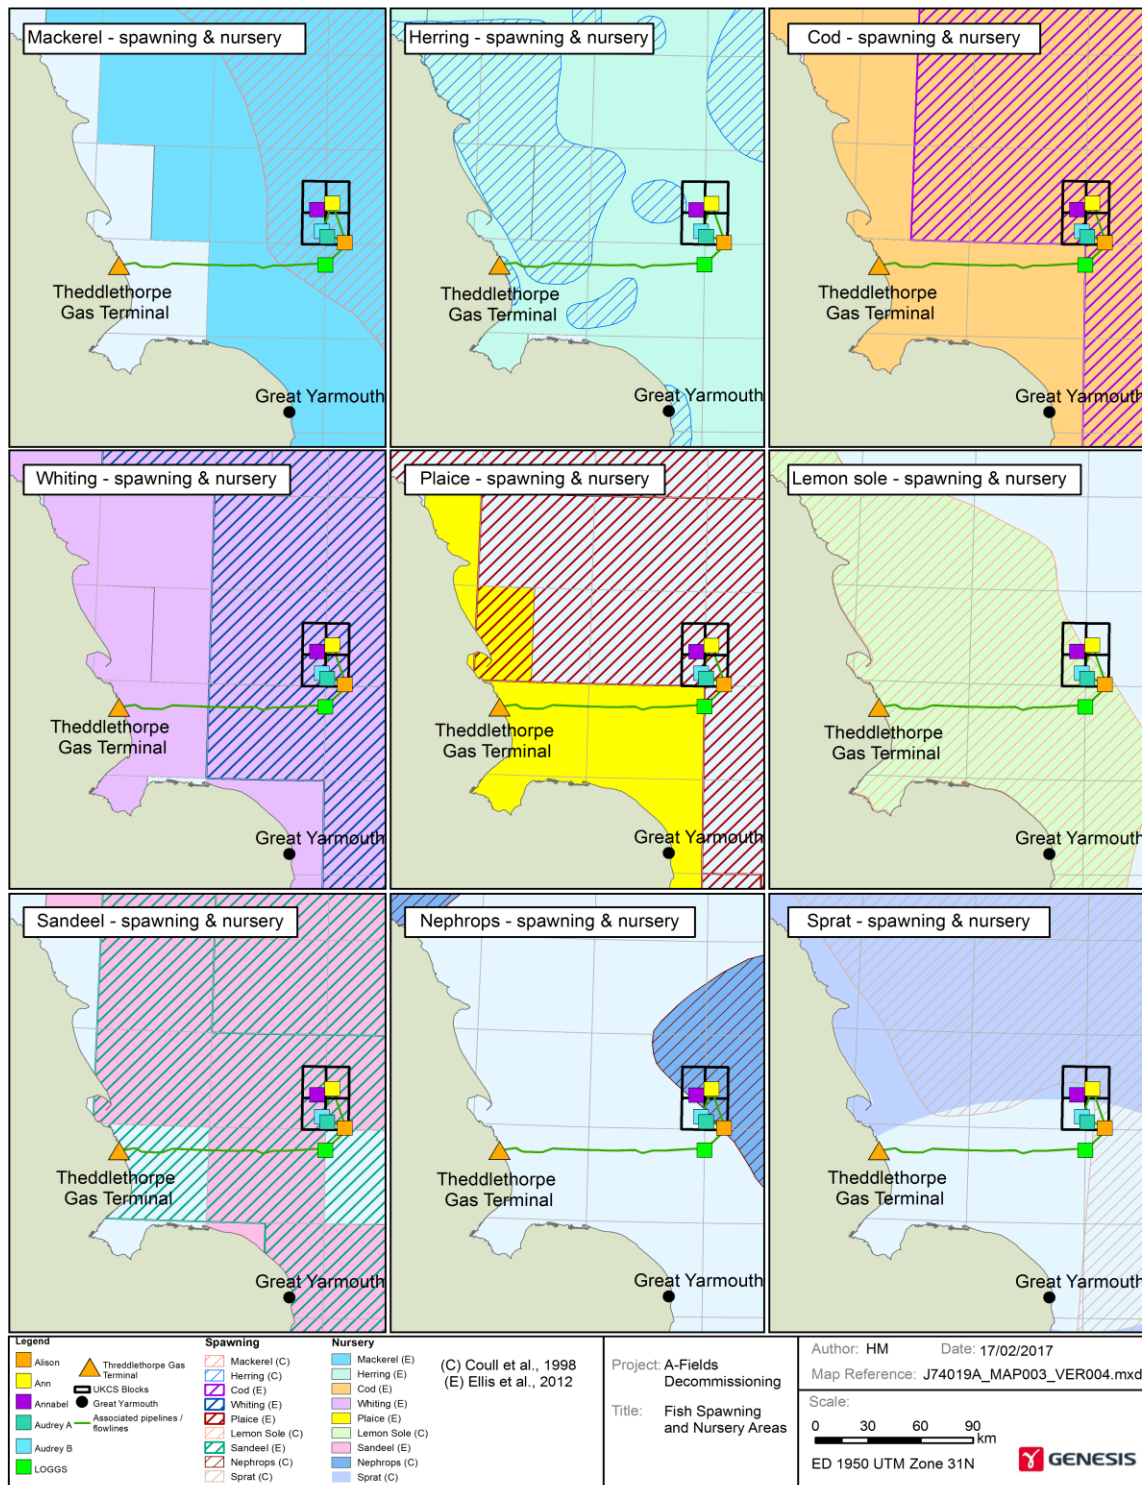 Mackerel - spawning & nursery
Theddlethorpe
Gas Terminal
Great Yarmouth
Herring - spawning & nursery
Theddlethorpe
Gas Terminal
Great Yarmouth
Cod - spawning & nursery
Theddlethorpe
Gas Terminal
Great Yarmouth
Whiting - spawning & nursery
Theddlethorpe
Gas Terminal
Great Yarmouth
Plaice - spawning & nursery
Theddlethorpe
Gas Terminal
Great Yarmouth
Lemon sole - spawning & nursery
Theddlethorpe
Gas Terminal
Great Yarmouth
Sandeel - spawning & nursery
Theddlethorpe
Gas Terminal
Great Yarmouth
Nephrops - spawning & nursery
Theddlethorpe
Gas Terminal
Great Yarmouth
Sprat - spawning & nursery
Theddlethorpe
Gas Terminal
Great Yarmouth
Legend
Alison
Ann
Annabel
Audrey A
Audrey B
LOGGS
Threddlethorpe Gas
Terminal
UKCS Blocks
Great Yarmouth
Associated pipelines /
flowlines
Spawning
Mackerel (C)
Herring (C)
Cod (E)
Whiting (E)
Plaice (E)
Lemon Sole (C)
Sandeel (E)
Nephrops (C)
Sprat (C)
Nursery
Mackerel (E)
Herring (E)
Cod (E)
Whiting (E)
Plaice (E)
Lemon Sole (C)
Sandeel (E)
Nephrops (C)
Sprat (C)
(C) Coull et al., 1998
(E) Ellis et al., 2012
Project: A-Fields
Decommissioning
Title: Fish Spawning
and Nursery Areas
Author: HM Date: 17/02/2017
Map Reference: J74019A_MAP003_VER004.mxd
Scale:
0 30 60 90
km
ED 1950 UTM Zone 31N
GENESIS